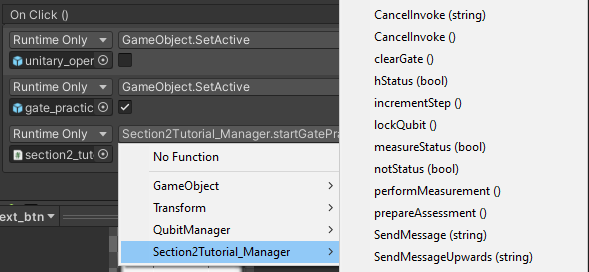 On Click ()
Runtime Only GameObject.SetActive
unitary_oper
Runtime Only GameObject.SetActive
gate_practic
Runtime Only Section2Tutorial_Manager.startGatePra
section2_tut
No Function
GameObject
Transform
QubitManager
Section2Tutorial_Manager
ext_btn
CancelInvoke (string)
CancelInvoke ()
clearGate ()
hStatus (bool)
incrementStep ()
lockQubit ()
measureStatus (bool)
notStatus (bool)
performMeasurement ()
prepareAssessment ()
SendMessage (string)
SendMessageUpwards (string)